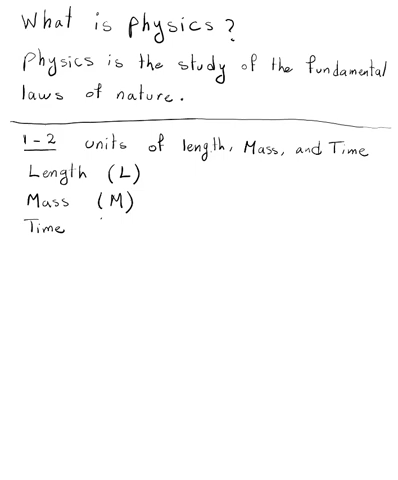 What is physics?
physics is the study of the fundamental
laws of nature.
1-2 units of length, Mass, and Time
Length (L)
Mass (M)
Time